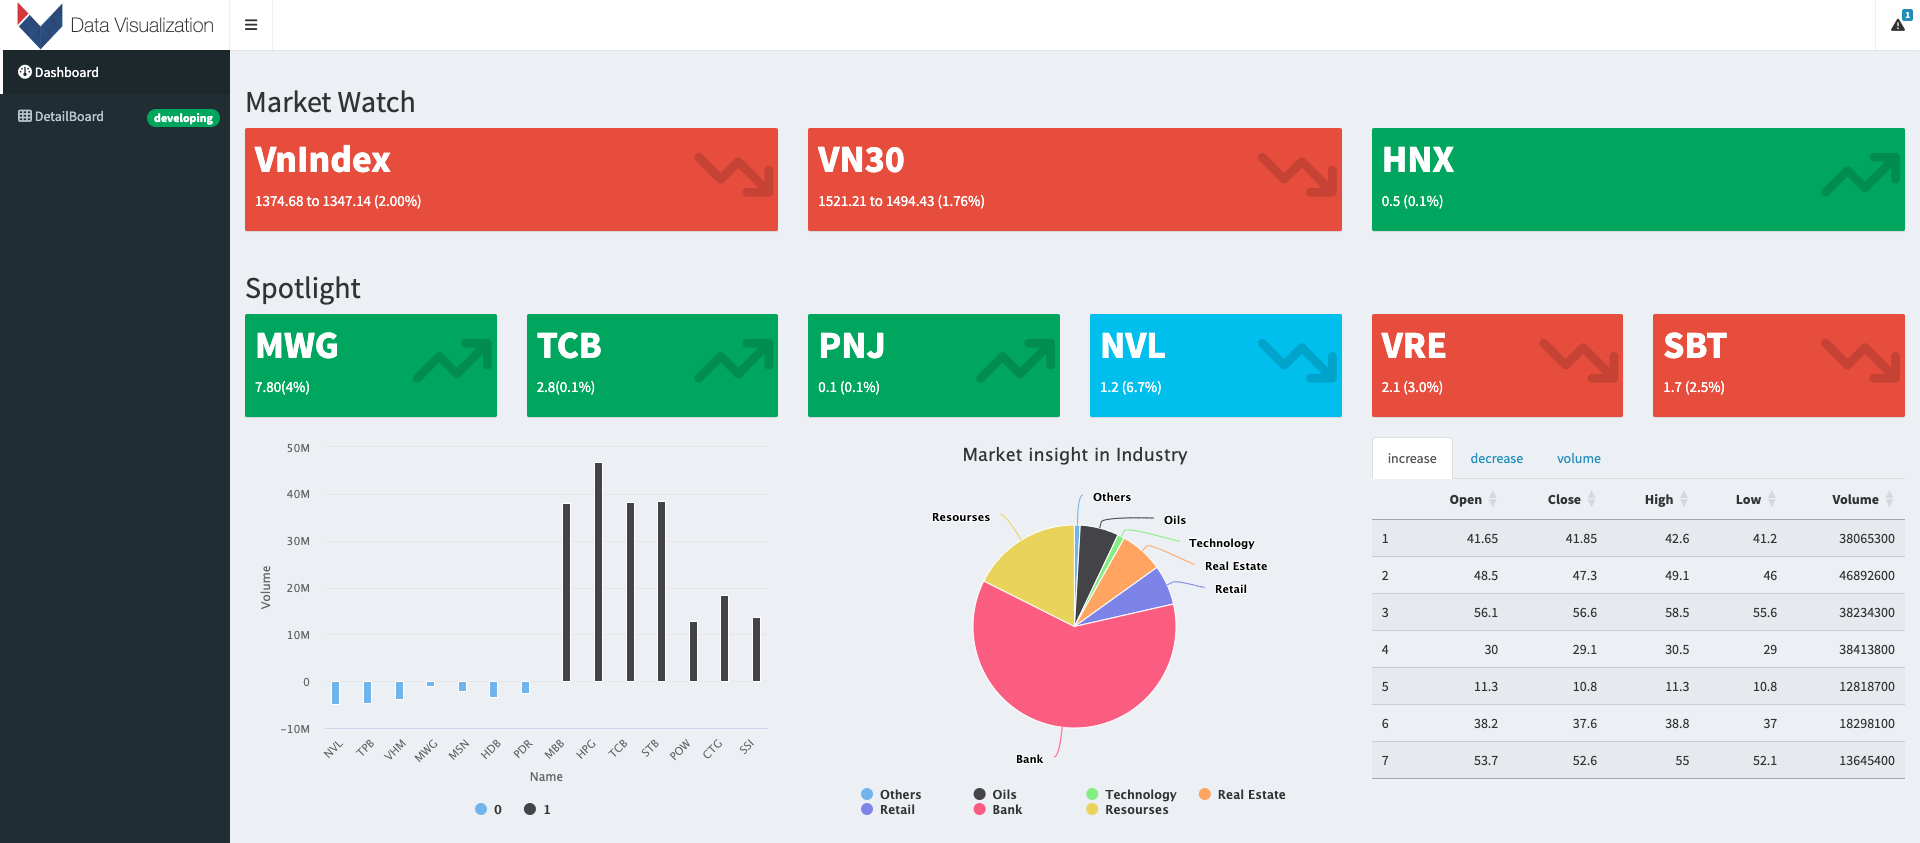 Data Visualization
1
Dashboard
DetailBoard developing
Market Watch
VnIndex
1374.68 to 1347.14 (2.00%)
VN30
1521.21 to 1494.43 (1.76%)
HNX
0.5 (0.1%)
Spotlight
MWG
7.80(4%)
TCB
2.8(0.1%)
PNJ
0.1 (0.1%)
NVL
1.2 (6.7%)
VRE
2.1 (3.0%)
SBT
1.7 (2.5%)
50M
40M
30M
20M
10M
0
-10M
Volume
NVL TPB VHM MWG MSN HDB PDR MBB HPG TCB STB POW CTG SSI
Name
0 1
Market insight in Industry
Others
Resourses
Oils
Technology
Real Estate
Retail
Bank
Others Oils Technology Real Estate
Retail Bank Resourses
increase decrease volume
Open Close High Low Volume
1 41.65 41.85 42.6 41.2 38065300
2 48.5 47.3 49.1 46 46892600
3 56.1 56.6 58.5 55.6 38234300
4 30 29.1 30.5 29 38413800
5 11.3 10.8 11.3 10.8 12818700
6 38.2 37.6 38.8 37 18298100
7 53.7 52.6 55 52.1 13645400